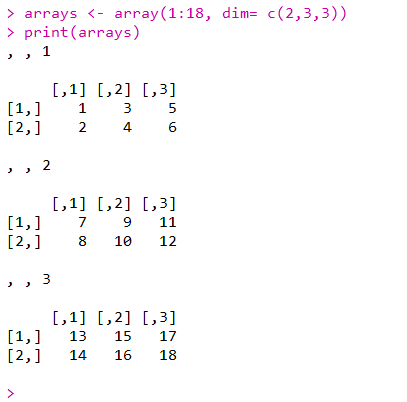 > arrays <- array(1:18, dim= c(2,3,3))
> print(arrays)
, , 1
     [,1] [,2] [,3]
[1,]    1    3    5
[2,]    2    4    6
, , 2
     [,1] [,2] [,3]
[1,]    7    9   11
[2,]    8   10   12
, , 3
     [,1] [,2] [,3]
[1,]   13   15   17
[2,]   14   16   18
>